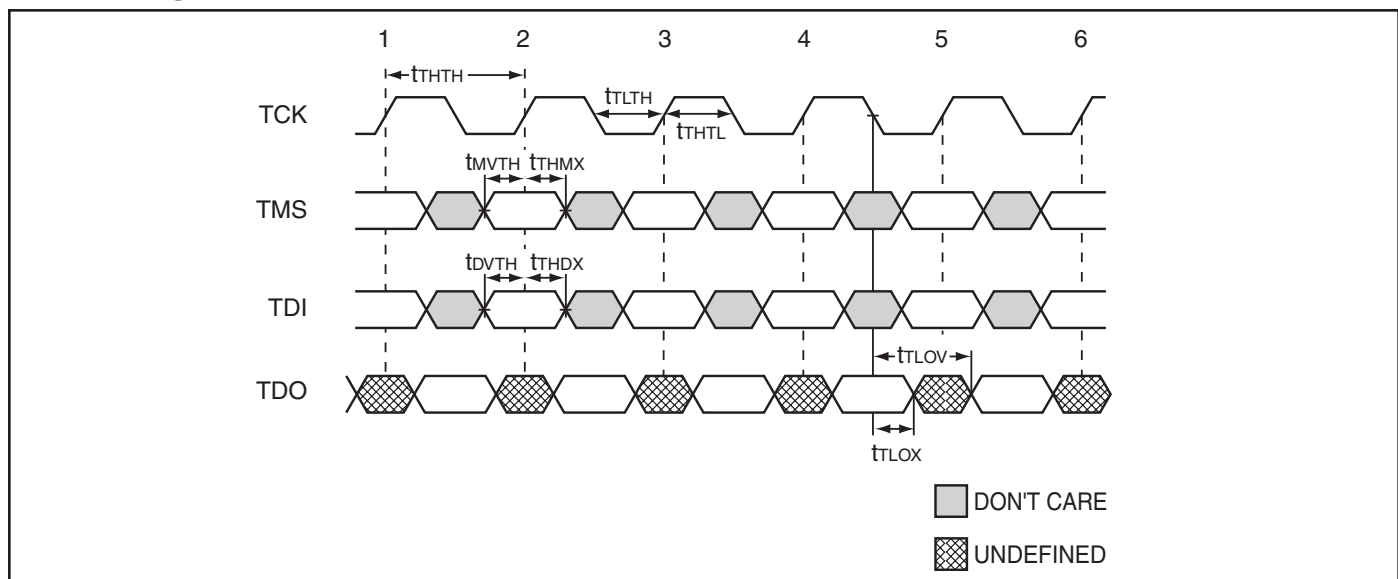 1 2 3 4 5 6
tTHTH
tTLTH
TCK
tTHTL
tMVTH tTHMX
TMS
tDVTH tTHDX
TDI
tTLOV
TDO
tTLOX
DON'T CARE
UNDEFINED